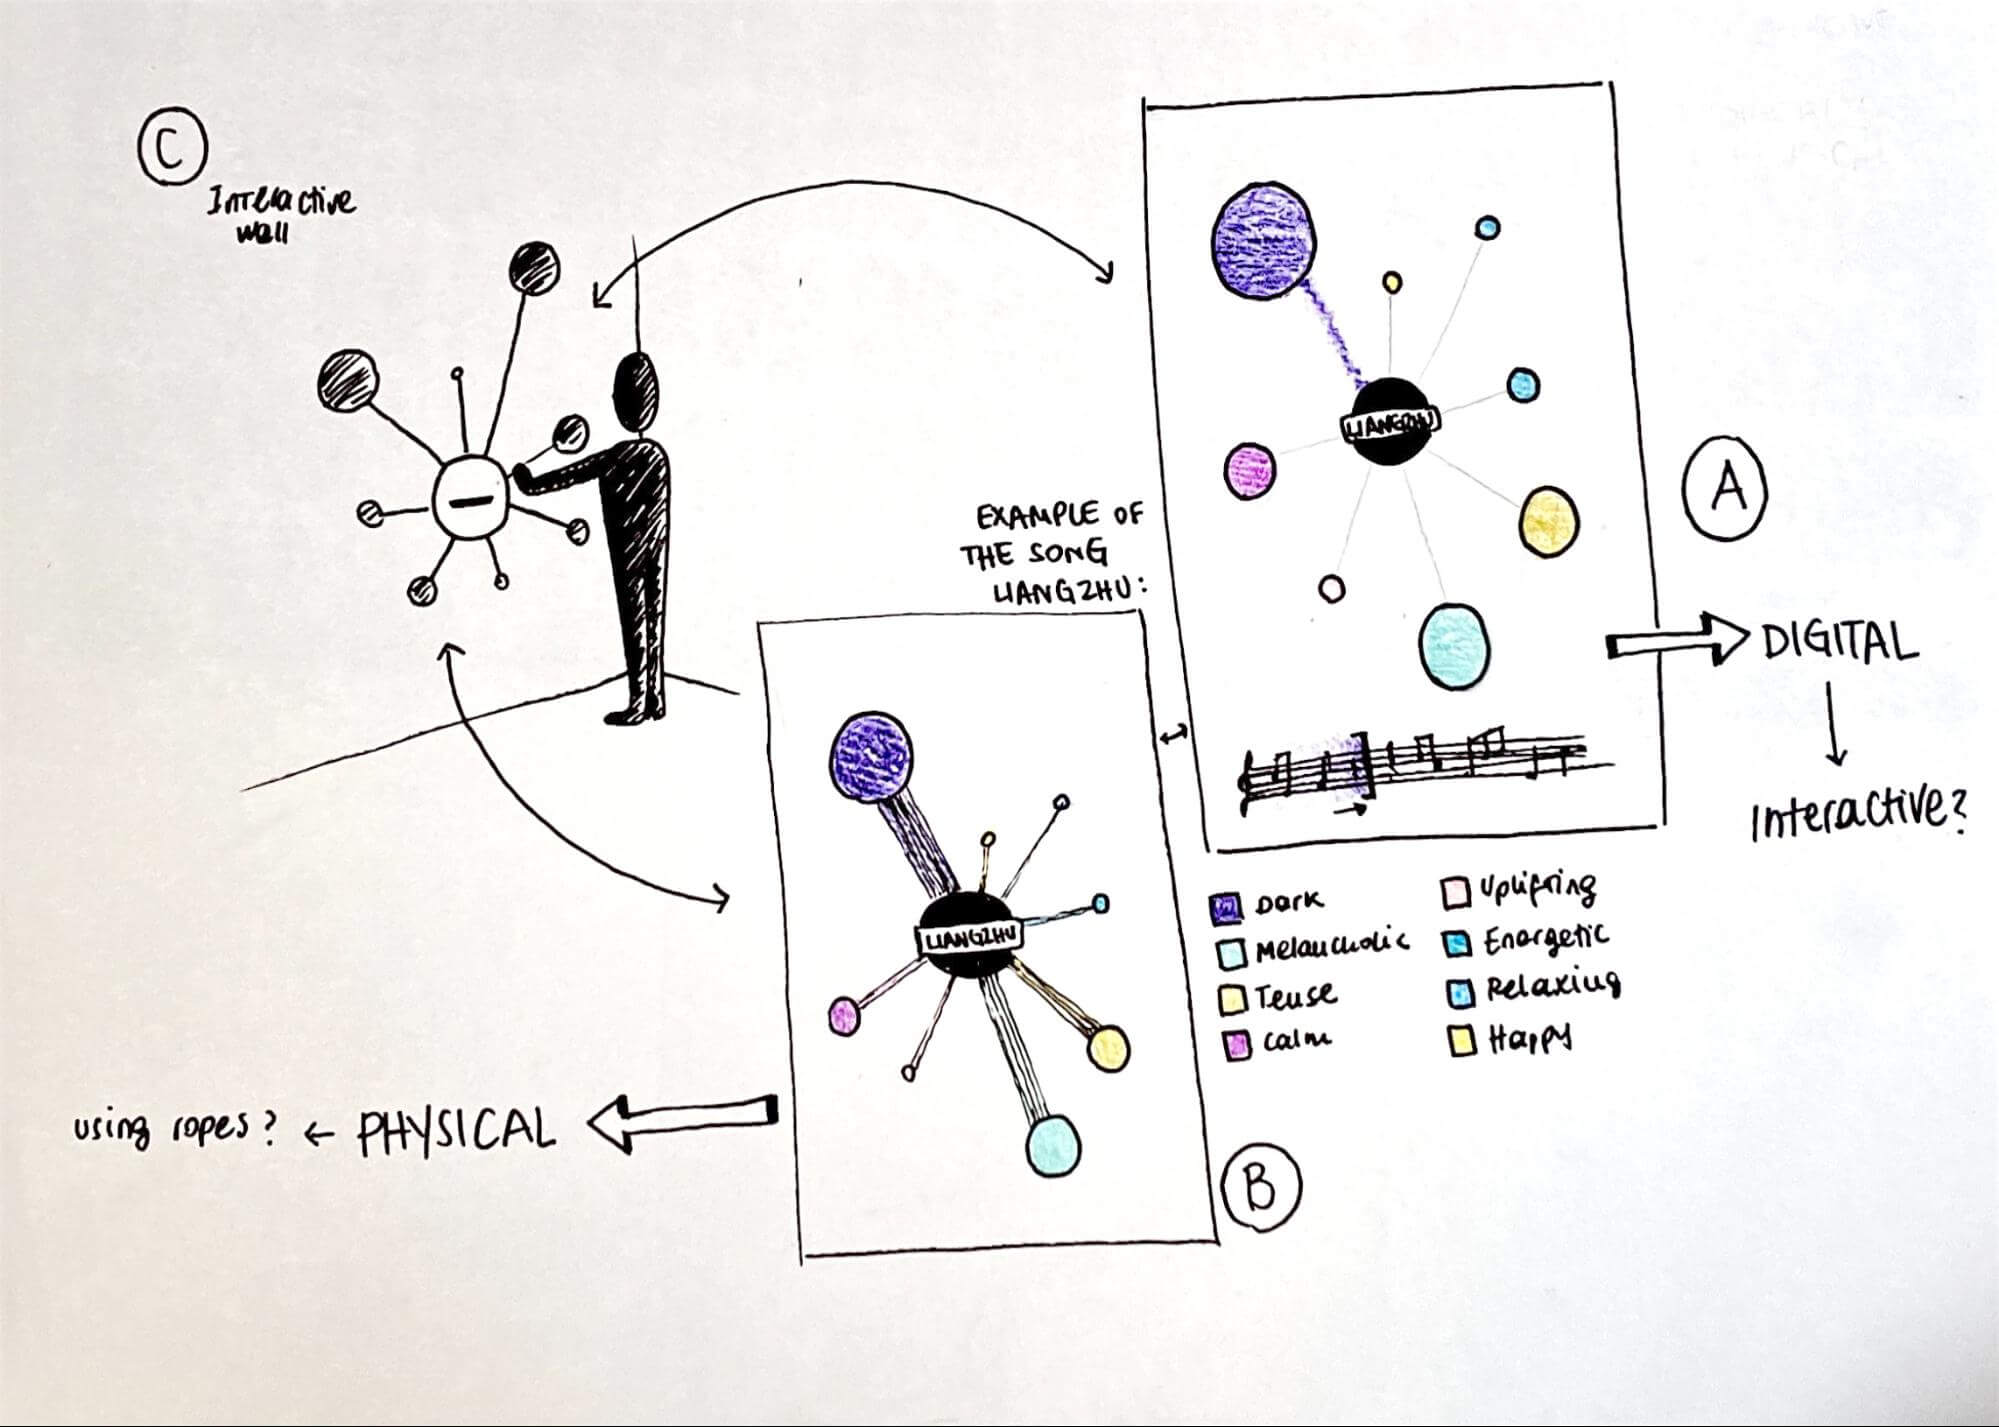 C
Interactive
wall
EXAMPLE OF
THE SONG
LIANGZHU:
LIANGZHU
A
DIGITAL
Interactive?
Dark
Melancholic
Tense
Calm
Uplifting
Energetic
Relaxing
Happy
LIANGZHU
B
using ropes? ← PHYSICAL